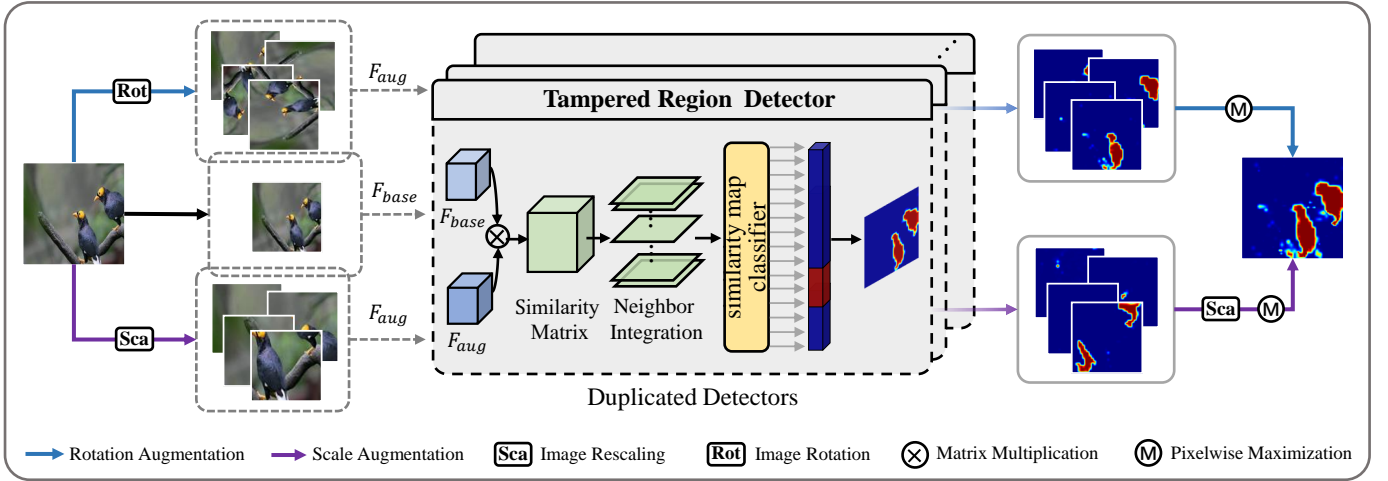 Rot
F_aug
Tampered Region Detector
M
F_base
F_base
similarity map
classifier
F_aug
F_aug
Similarity
Matrix
Neighbor
Integration
Sca
Sca
M
Duplicated Detectors
Rotation Augmentation
Scale Augmentation
Sca Image Rescaling
Rot Image Rotation
Matrix Multiplication
M Pixelwise Maximization